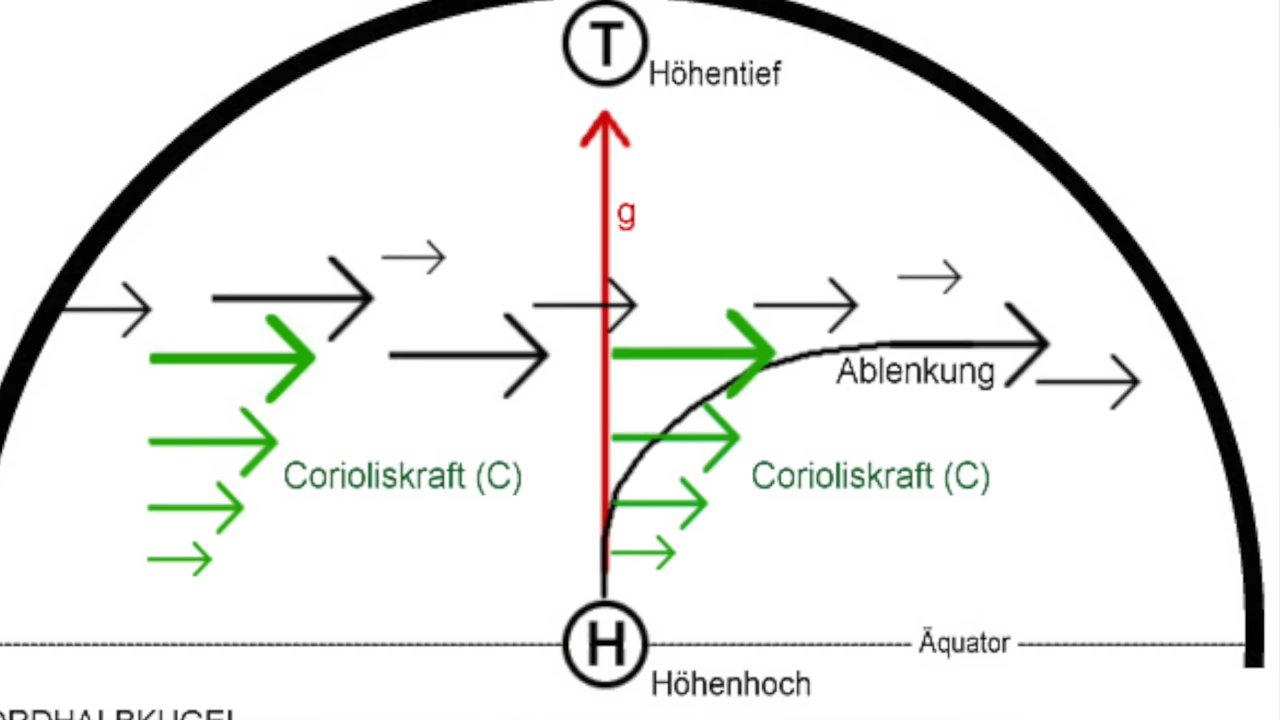 T
Höhentief
g
Ablenkung
Corioliskraft (C)
Corioliskraft (C)
Äquator
H
Höhenhoch